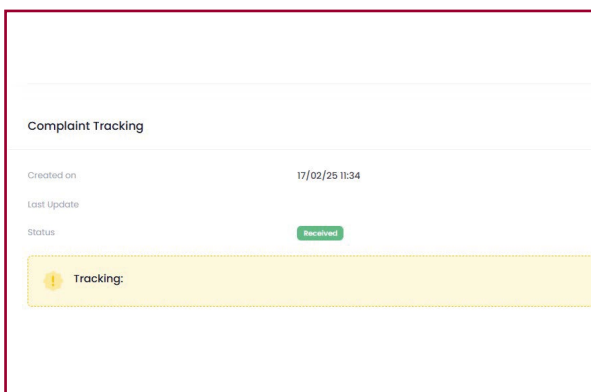 Complaint Tracking
Created on 17/02/25 11:34
Last Update
Status Received
Tracking: